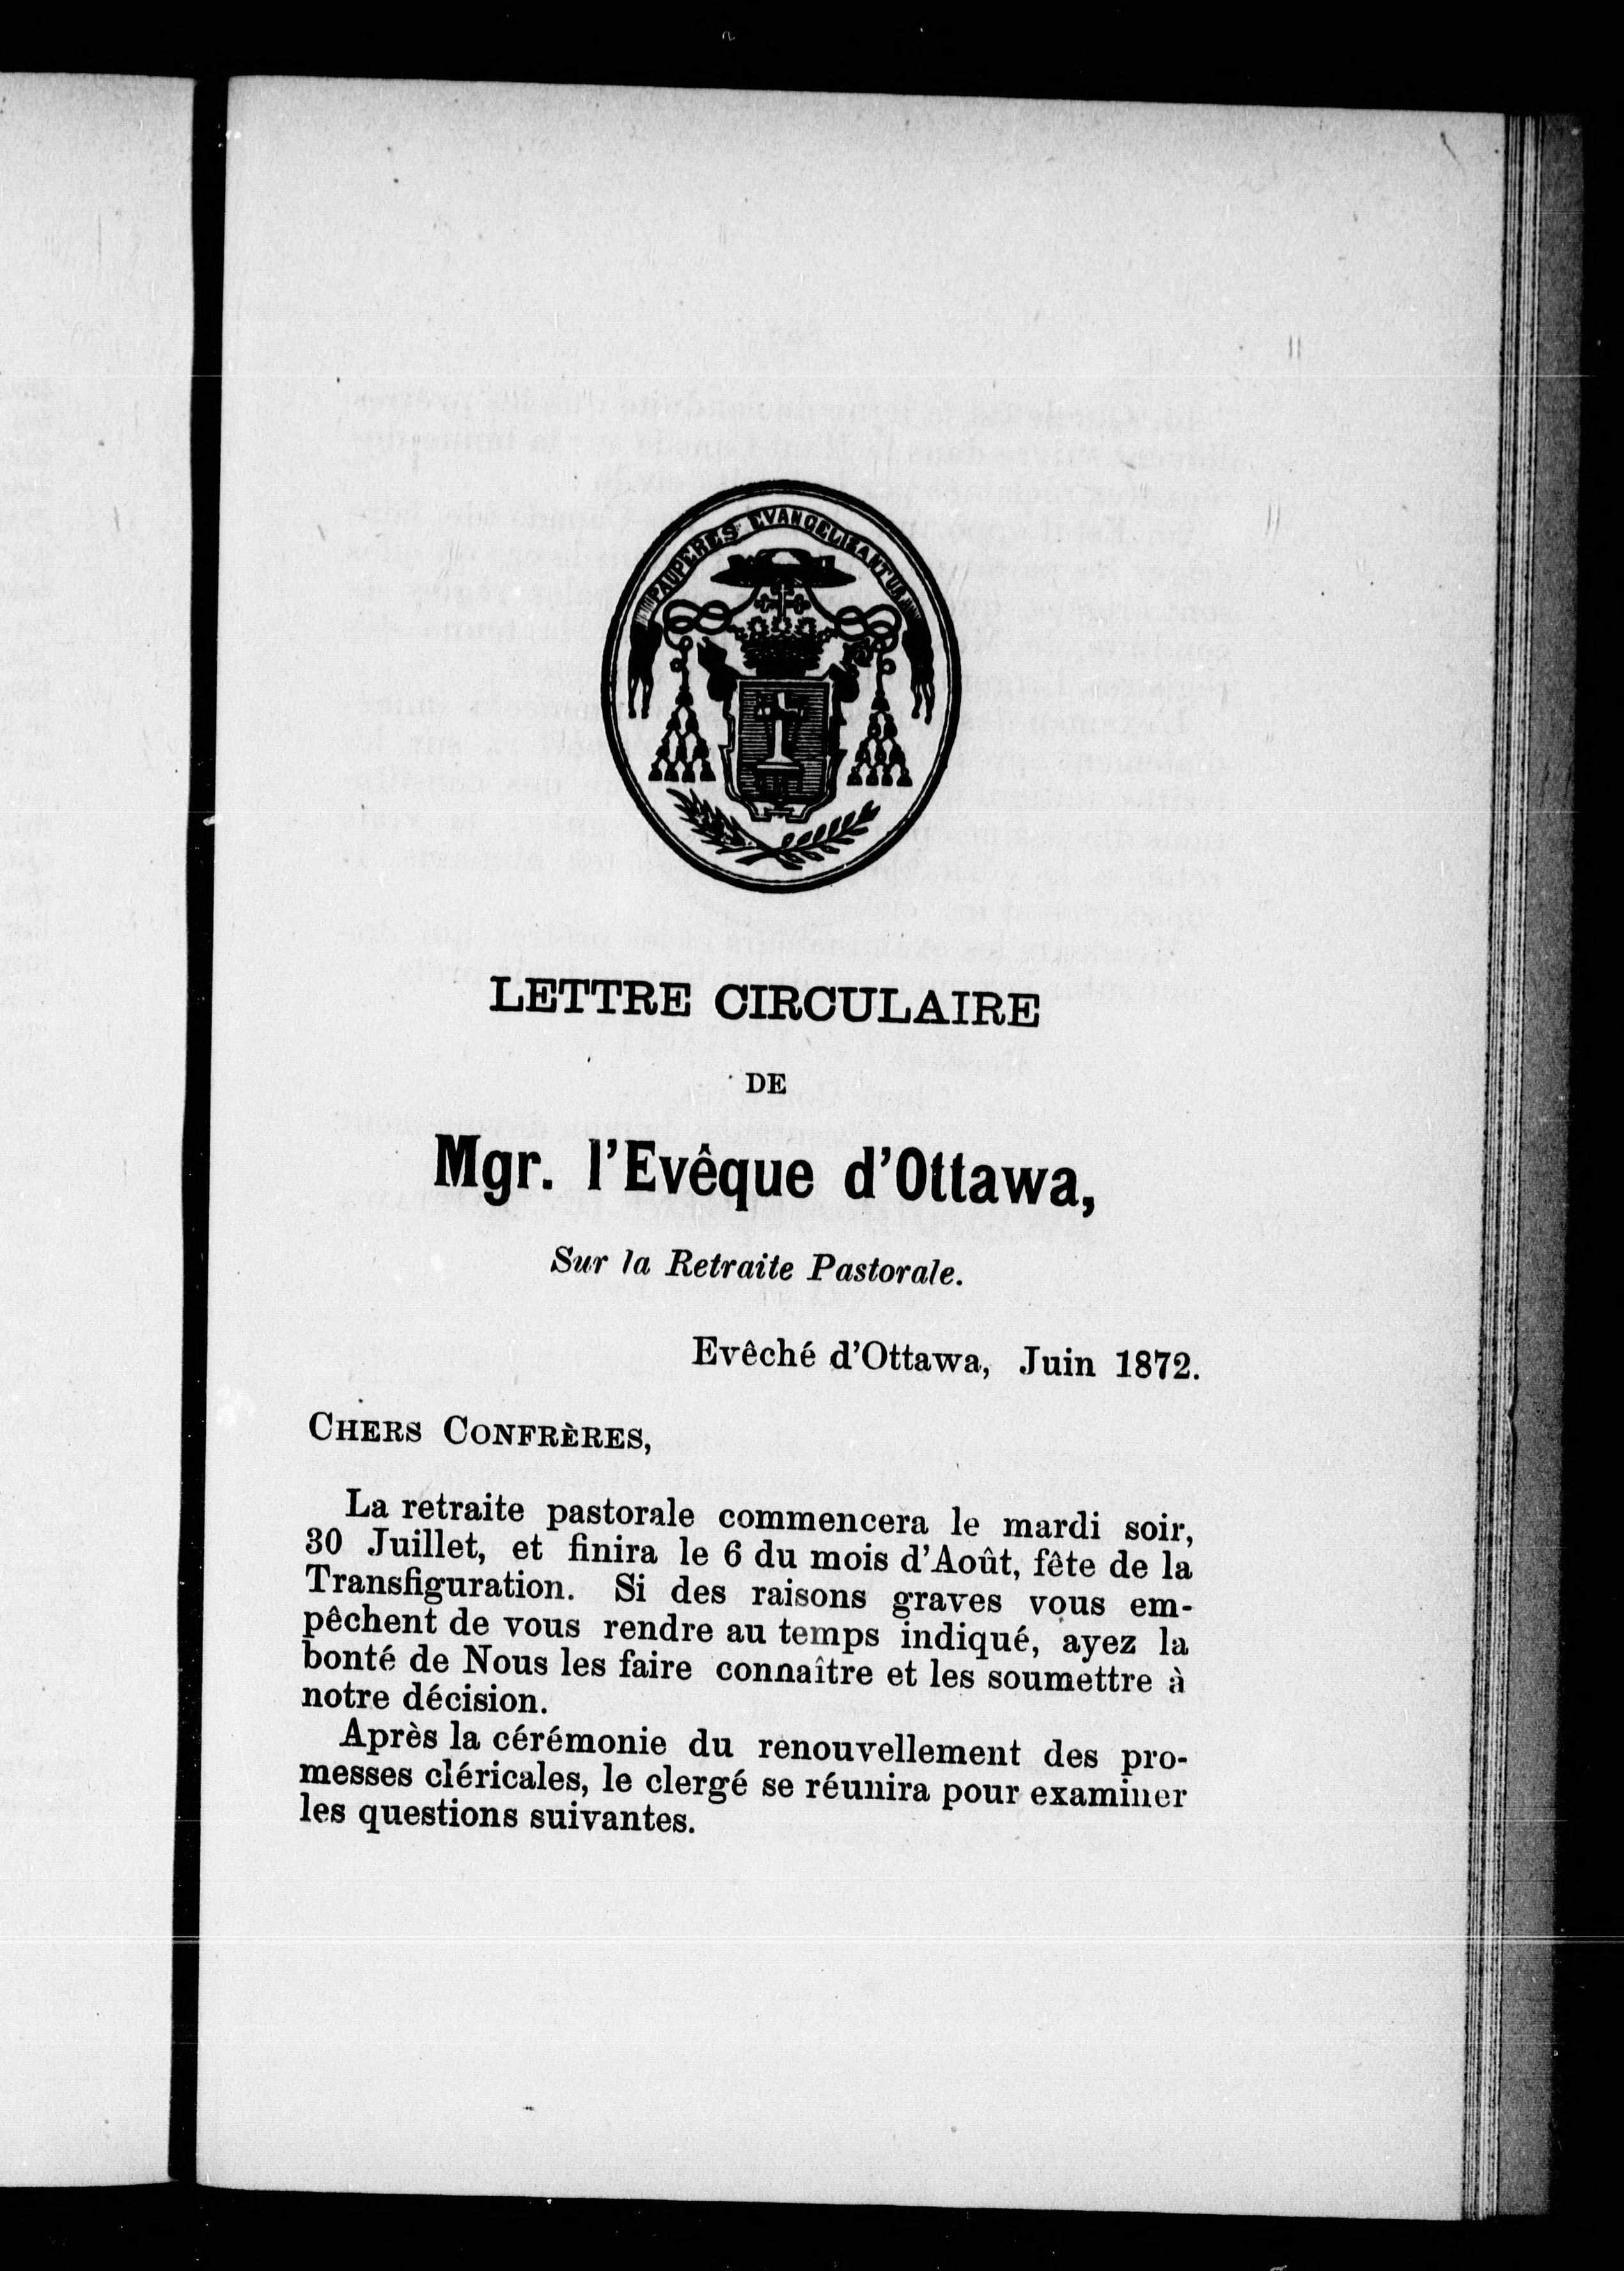 PAUPERES EVANGELIZANTUR
LETTRE CIRCULAIRE
DE
Mgr. l'Evêque d'Ottawa,
Sur la Retraite Pastorale.
Evêché d'Ottawa, Juin 1872.
CHERS CONFRÈRES,
La retraite pastorale commencera le mardi soir,
30 Juillet, et finira le 6 du mois d'Août, fête de la
Transfiguration. Si des raisons graves vous em-
pêchent de vous rendre au temps indiqué, ayez la
bonté de Nous les faire connaître et les soumettre à
notre décision.
Après la cérémonie du renouvellement des pro-
messes cléricales, le clergé se réunira pour examiner
les questions suivantes.